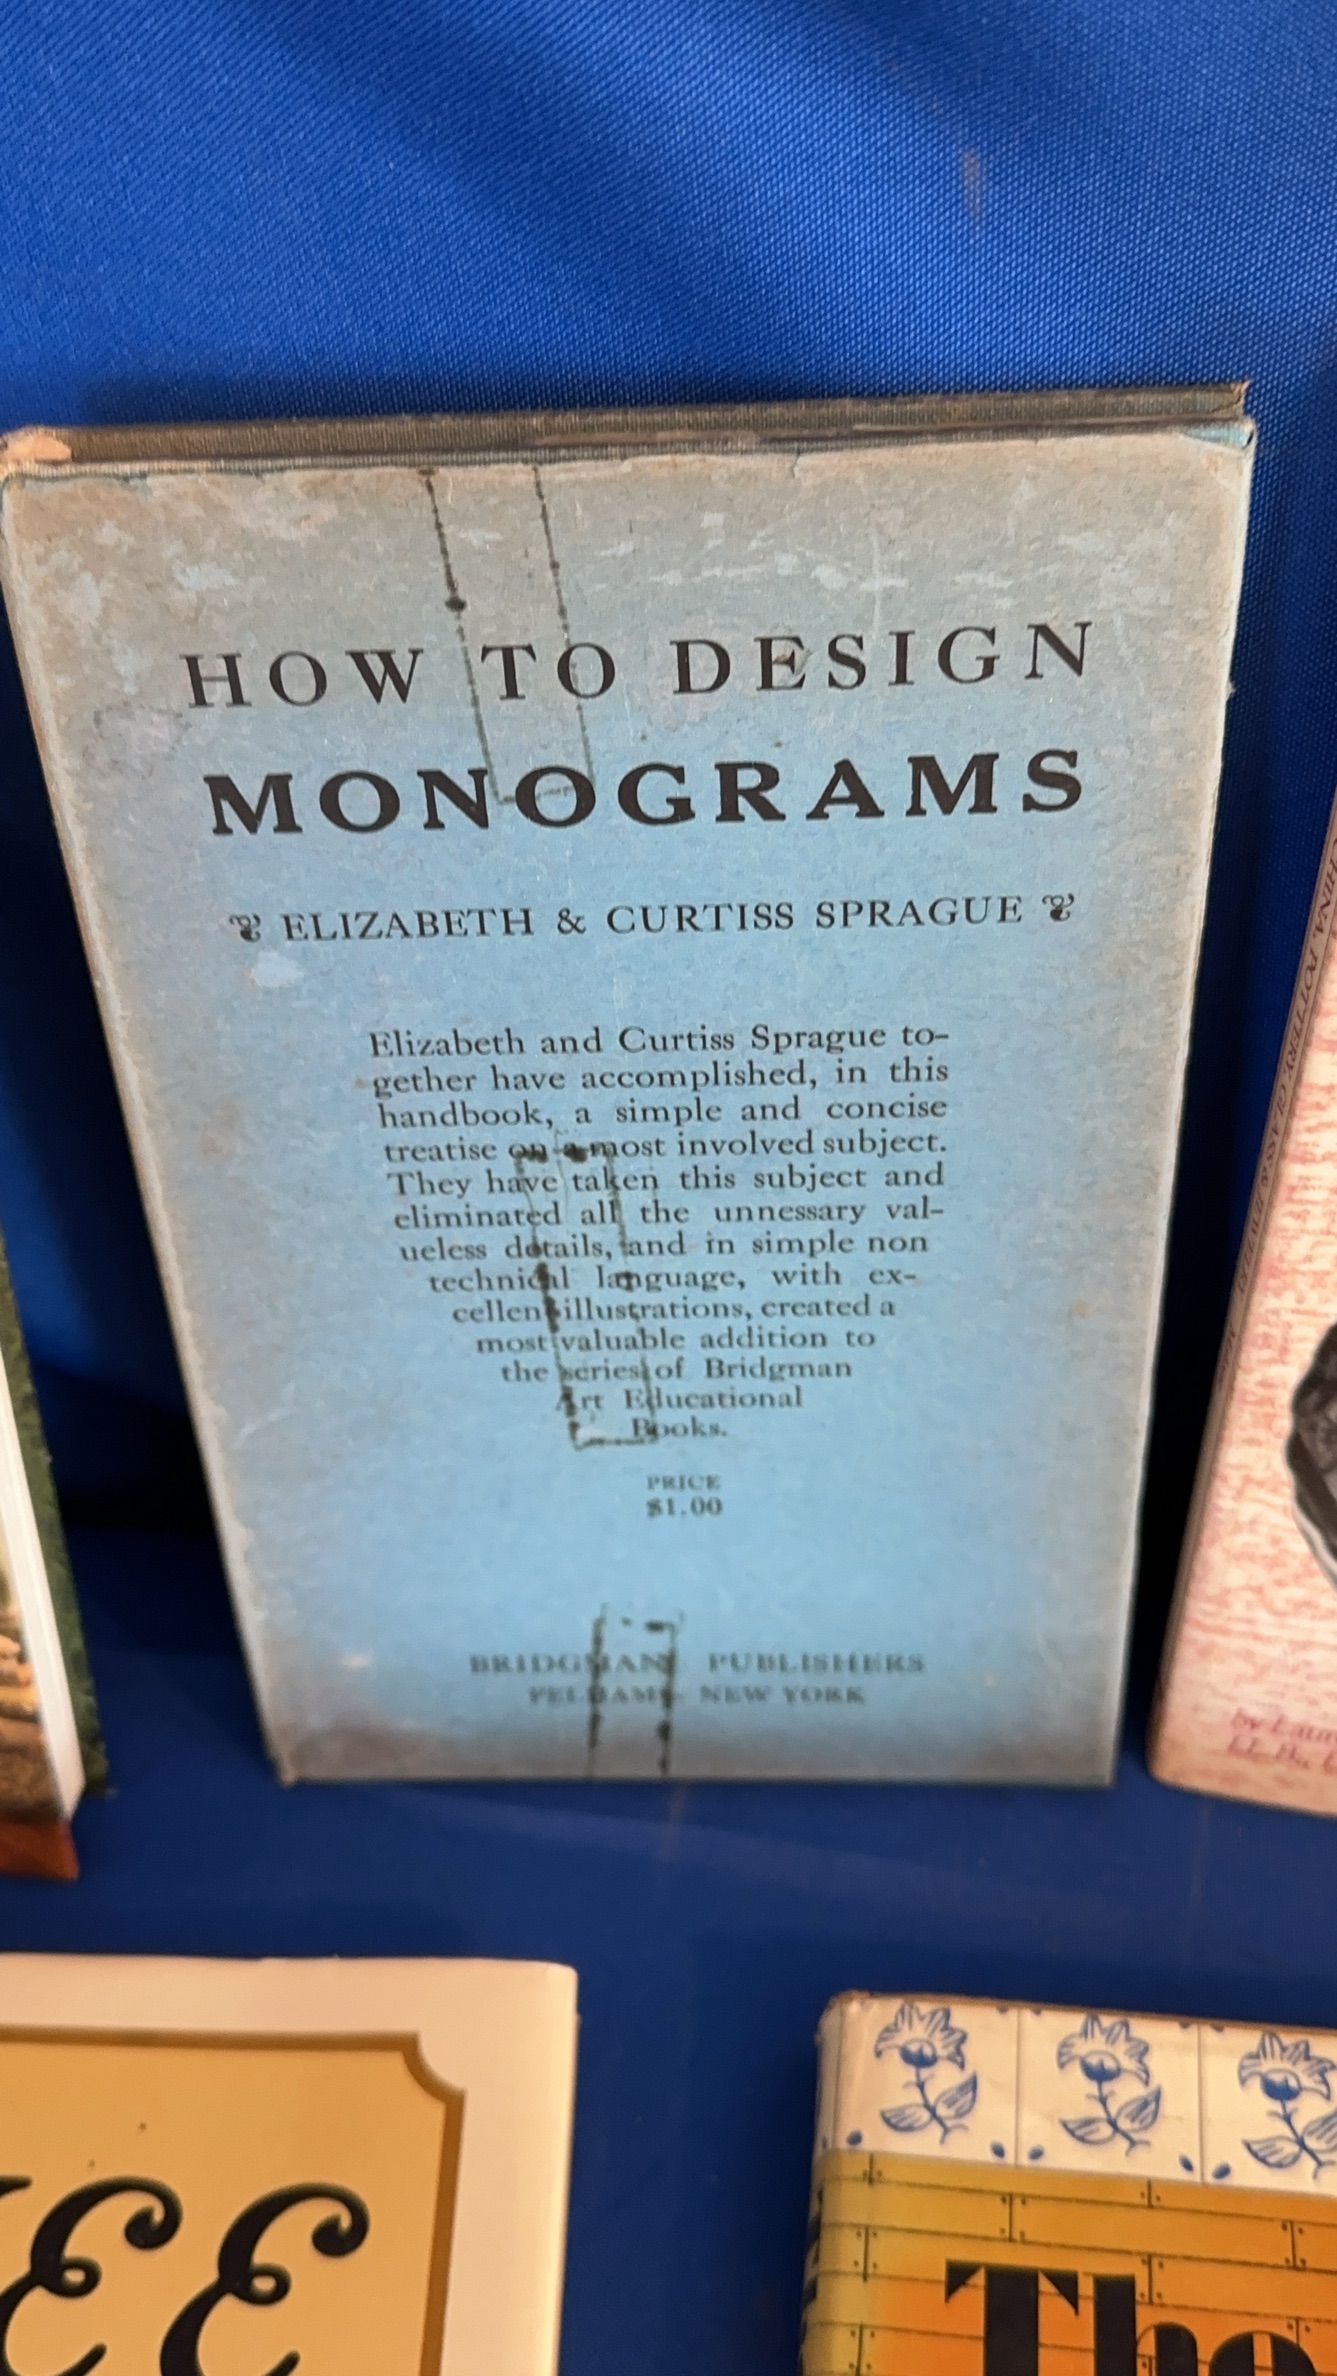 HOW TO DESIGN
MONOGRAMS
ELIZABETH & CURTISS SPRAGUE
Elizabeth and Curtiss Sprague to-
gether have accomplished, in this
handbook, a simple and concise
treatise on a most involved subject.
They have taken this subject and
eliminated all the unnessary val-
ueless details, and in simple non
technical language, with ex-
cellent illustrations, created a
most valuable addition to
the series of Bridgman
Art Educational
Books.
PRICE
$1.00
BRIDGMAN PUBLISHERS
PELHAM NEW YORK
The